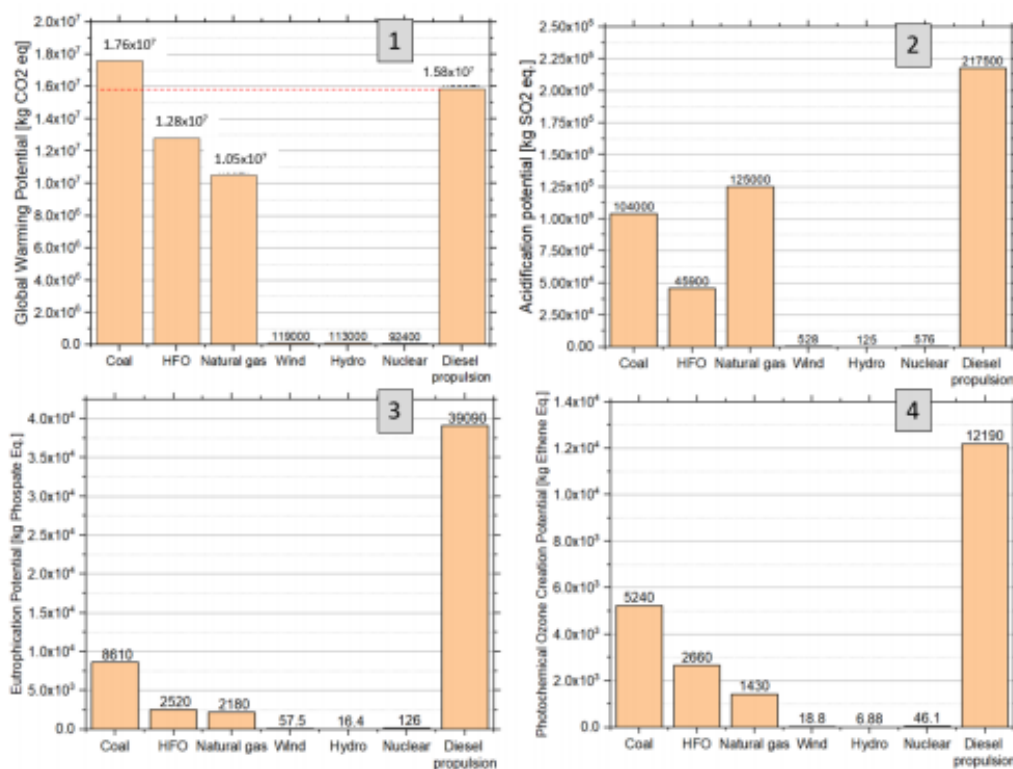 Global Warming Potential [kg CO2 eq]
2.0x10⁷
1.8x10⁷
1.6x10⁷
1.4x10⁷
1.2x10⁷
1.0x10⁷
8.0x10⁶
6.0x10⁶
4.0x10⁶
2.0x10⁶
0.0
1
1.76x10⁷
1.28x10⁷
1.05x10⁷
119000
113000
92400
1.58x10⁷
Coal
HFO
Natural gas
Wind
Hydro
Nuclear
Diesel
propulsion
Acidification potential [kg SO2 eq.]
2.50x10⁵
2.25x10⁵
2.00x10⁵
1.75x10⁵
1.50x10⁵
1.25x10⁵
1.00x10⁵
7.50x10⁴
5.00x10⁴
2.50x10⁴
0.00
2
104000
45900
125000
528
125
576
217500
Coal
HFO
Natural gas
Wind
Hydro
Nuclear
Diesel
propulsion
Eutrophication Potential [kg Phospate Eq.]
4.0x10⁴
3.5x10⁴
3.0x10⁴
2.5x10⁴
2.0x10⁴
1.5x10⁴
1.0x10⁴
5.0x10³
0.0
3
8610
2520
2180
57.5
16.4
126
39090
Coal
HFO
Natural gas
Wind
Hydro
Nuclear
Diesel
propulsion
Photochemical Ozone Creation Potential [kg Ethene Eq.]
1.4x10⁴
1.2x10⁴
1.0x10⁴
8.0x10³
6.0x10³
4.0x10³
2.0x10³
0.0
4
5240
2660
1430
18.8
6.88
46.1
12190
Coal
HFO
Natural gas
Wind
Hydro
Nuclear
Diesel
propulsion